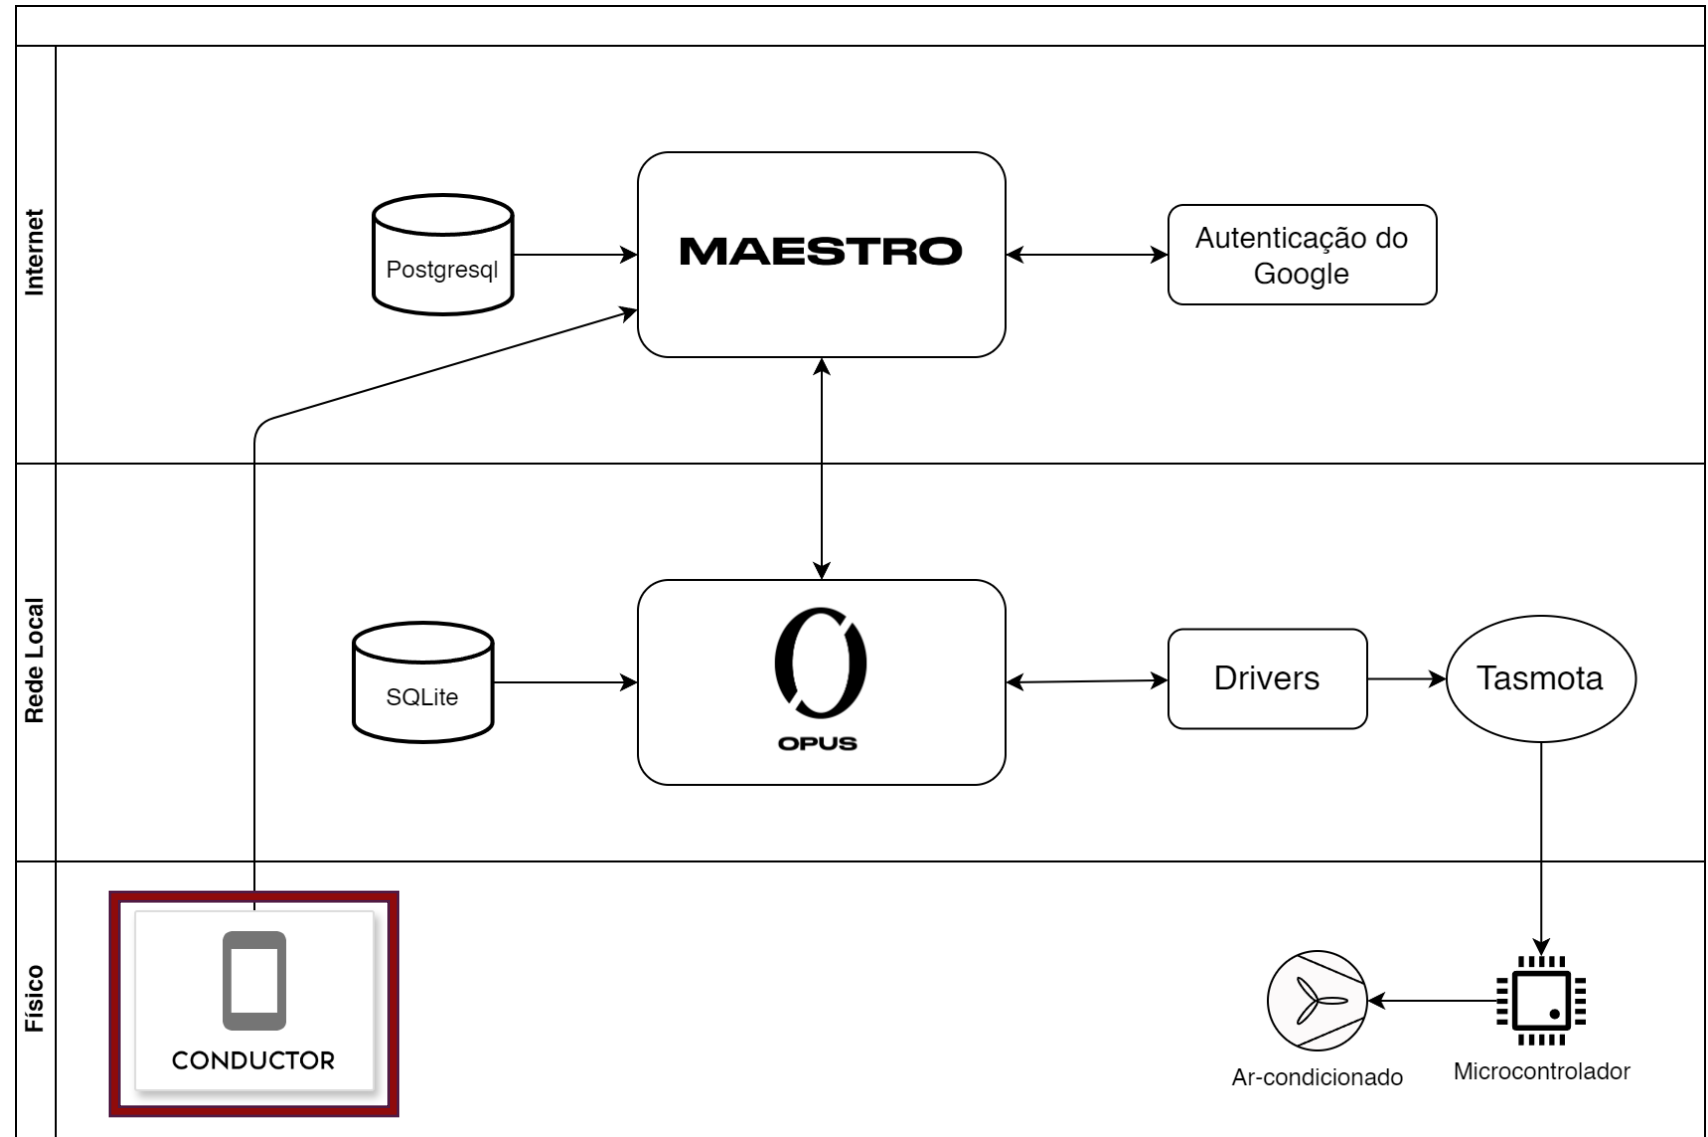 Internet
Postgresql
MAESTRO
Autenticação do
Google
Rede Local
SQLite
OPUS
Drivers
Tasmota
Físico
CONDUCTOR
Ar-condicionado
Microcontrolador